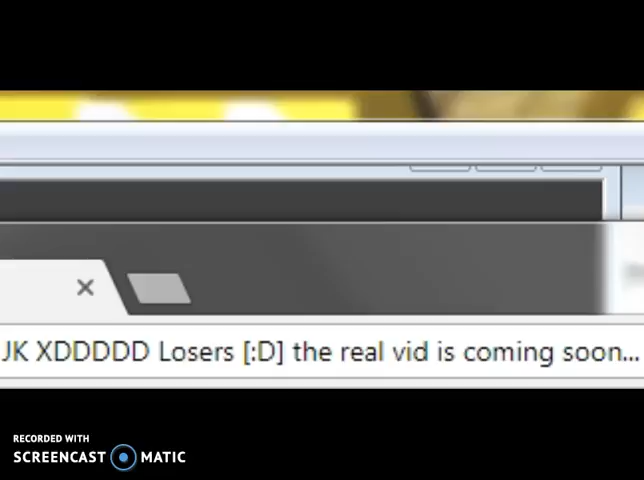 JK XDDDDD Losers [:D] the real vid is coming soon...
RECORDED WITH
SCREENCAST MATIC